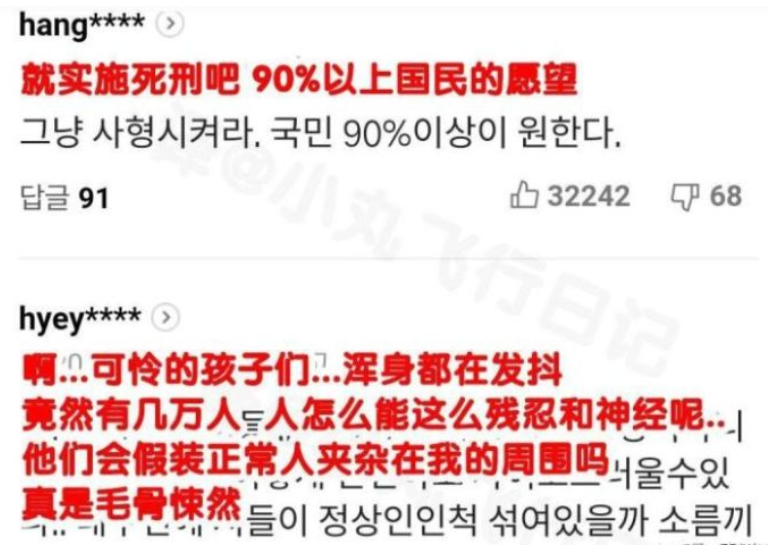 hang****
就实施死刑吧 90%以上国民的愿望
그냥 사형시켜라. 국민 90%이상이 원한다.
답글 91
32242 68
小丸飞行日记
hyey****
啊...可怜的孩子们...浑身都在发抖
竟然有几万人 人怎么能这么残忍和神经呢..
他们会假装正常人夹杂在我的周围吗
러울수있
真是毛骨悚然
들이 정상인인척 섞여있을까 소름끼